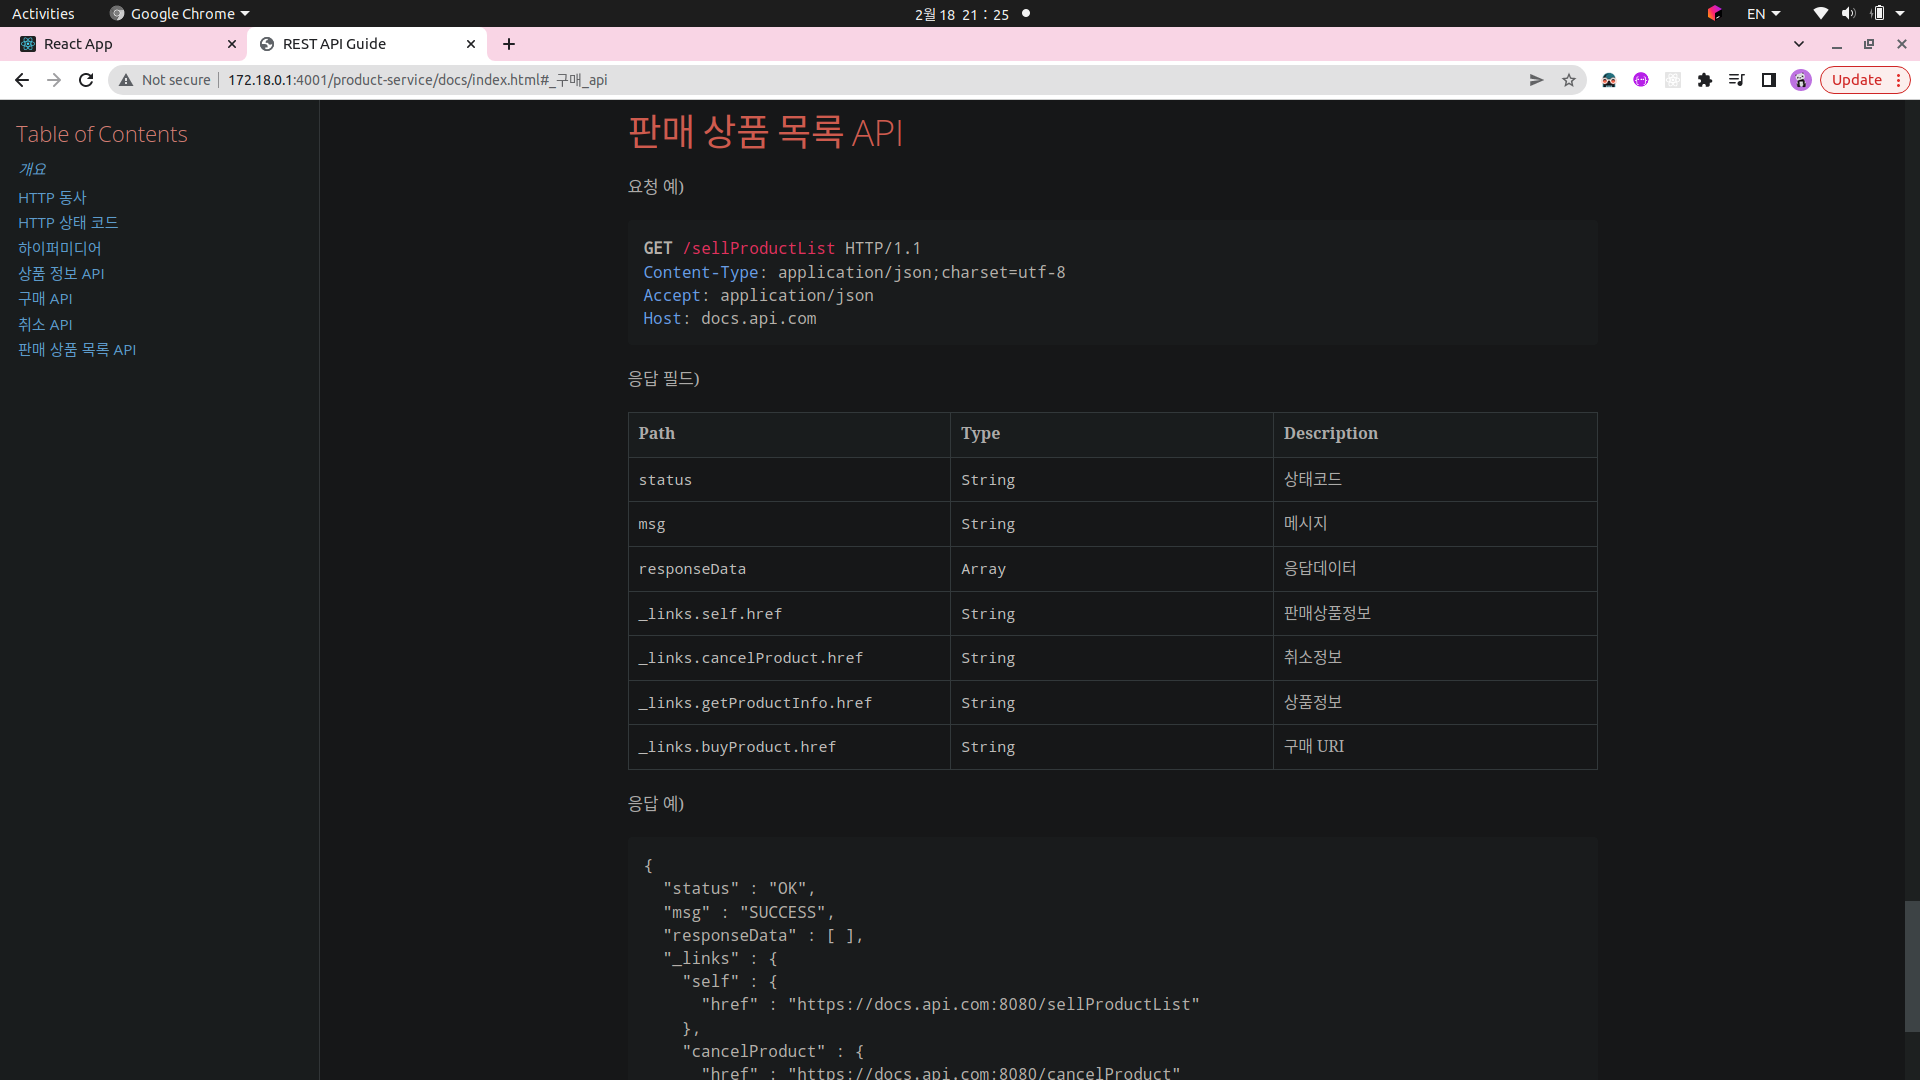 Activities
Google Chrome
2월 18 21 : 25
EN
React App
REST API Guide
Not secure
172.18.0.1:4001/product-service/docs/index.html#_구매_api
Update
Table of Contents
개요
HTTP 동사
HTTP 상태 코드
하이퍼미디어
상품 정보 API
구매 API
취소 API
판매 상품 목록 API
판매 상품 목록 API
요청 예)
GET /sellProductList HTTP/1.1
Content-Type: application/json;charset=utf-8
Accept: application/json
Host: docs.api.com
응답 필드)
Path Type Description
status String 상태코드
msg String 메시지
responseData Array 응답데이터
_links.self.href String 판매상품정보
_links.cancelProduct.href String 취소정보
_links.getProductInfo.href String 상품정보
_links.buyProduct.href String 구매 URI
응답 예)
{
"status" : "OK",
"msg" : "SUCCESS",
"responseData" : [ ],
"_links" : {
"self" : {
"href" : "https://docs.api.com:8080/sellProductList"
},
"cancelProduct" : {
"href" : "https://docs.api.com:8080/cancelProduct"